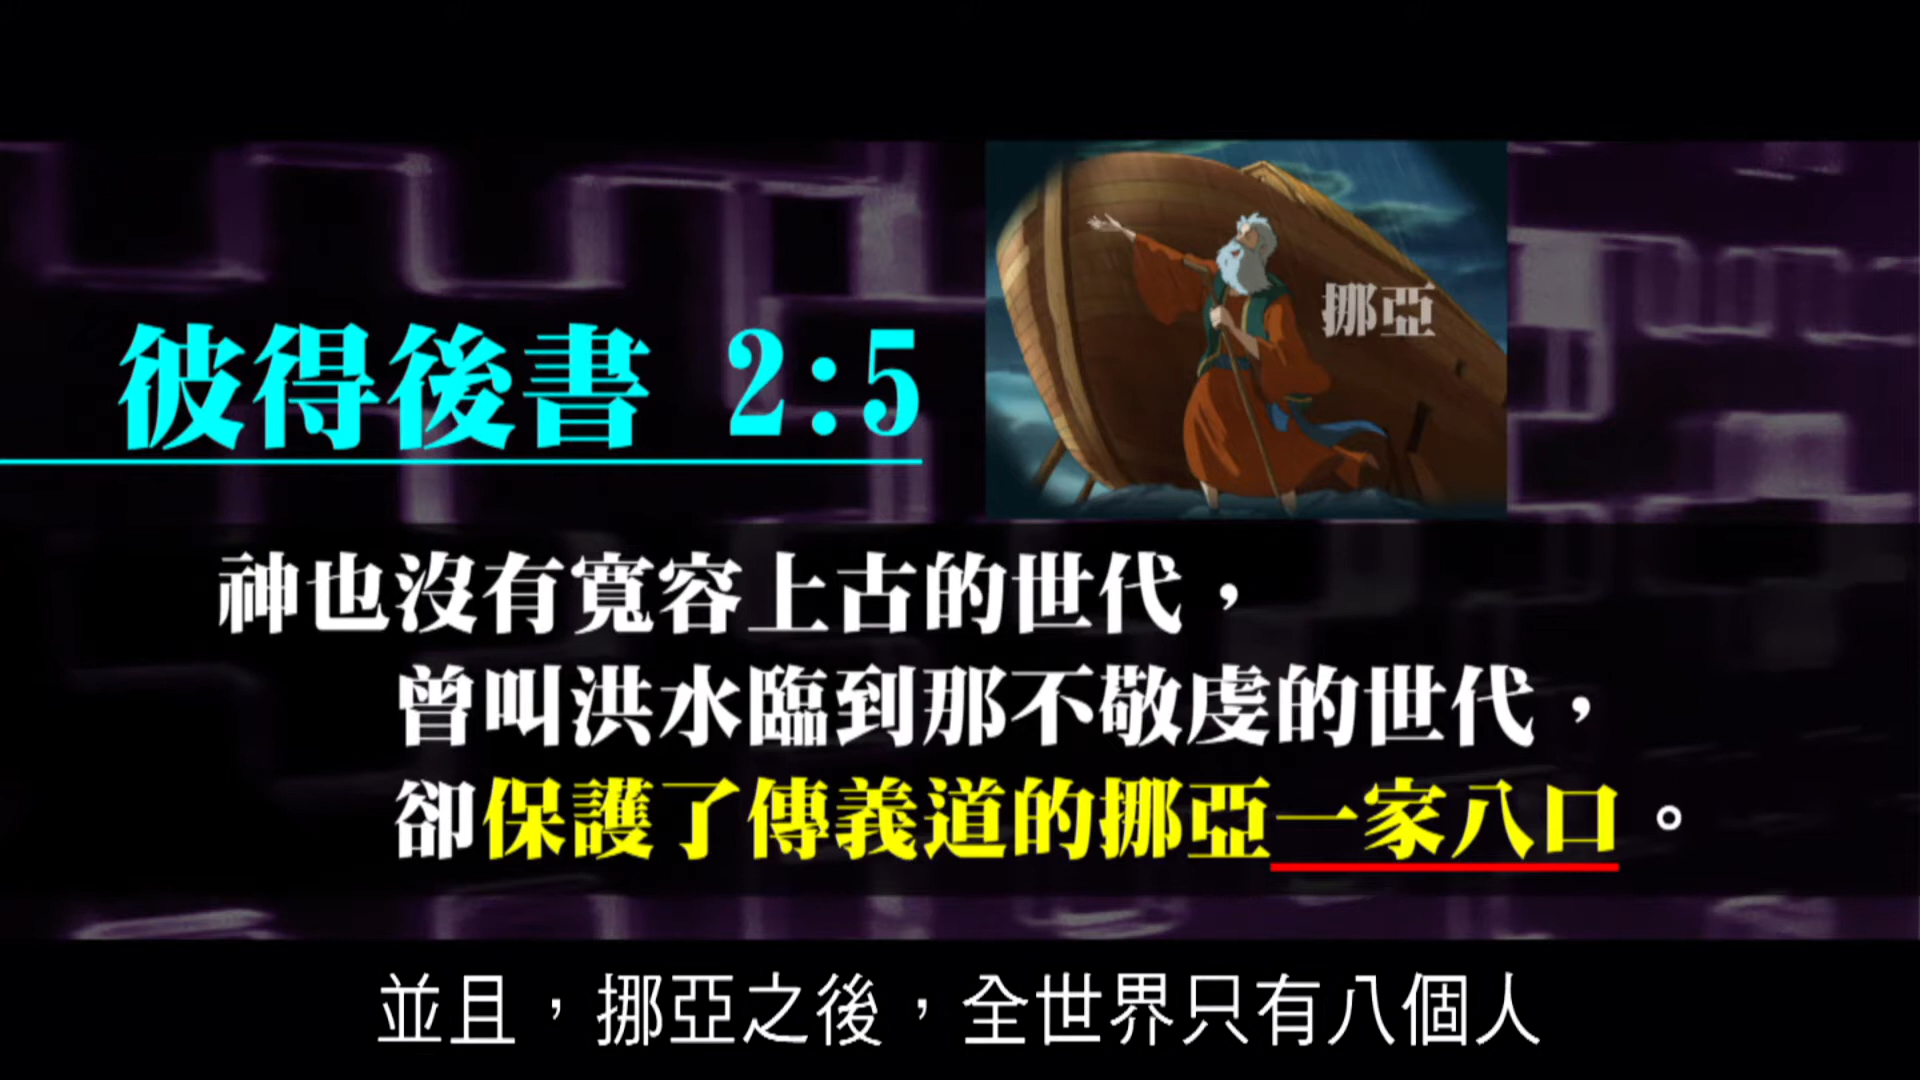 彼得後書 2:5
挪亞
神也沒有寬容上古的世代，
曾叫洪水臨到那不敬虔的世代，
卻保護了傳義道的挪亞一家八口。
並且，挪亞之後，全世界只有八個人